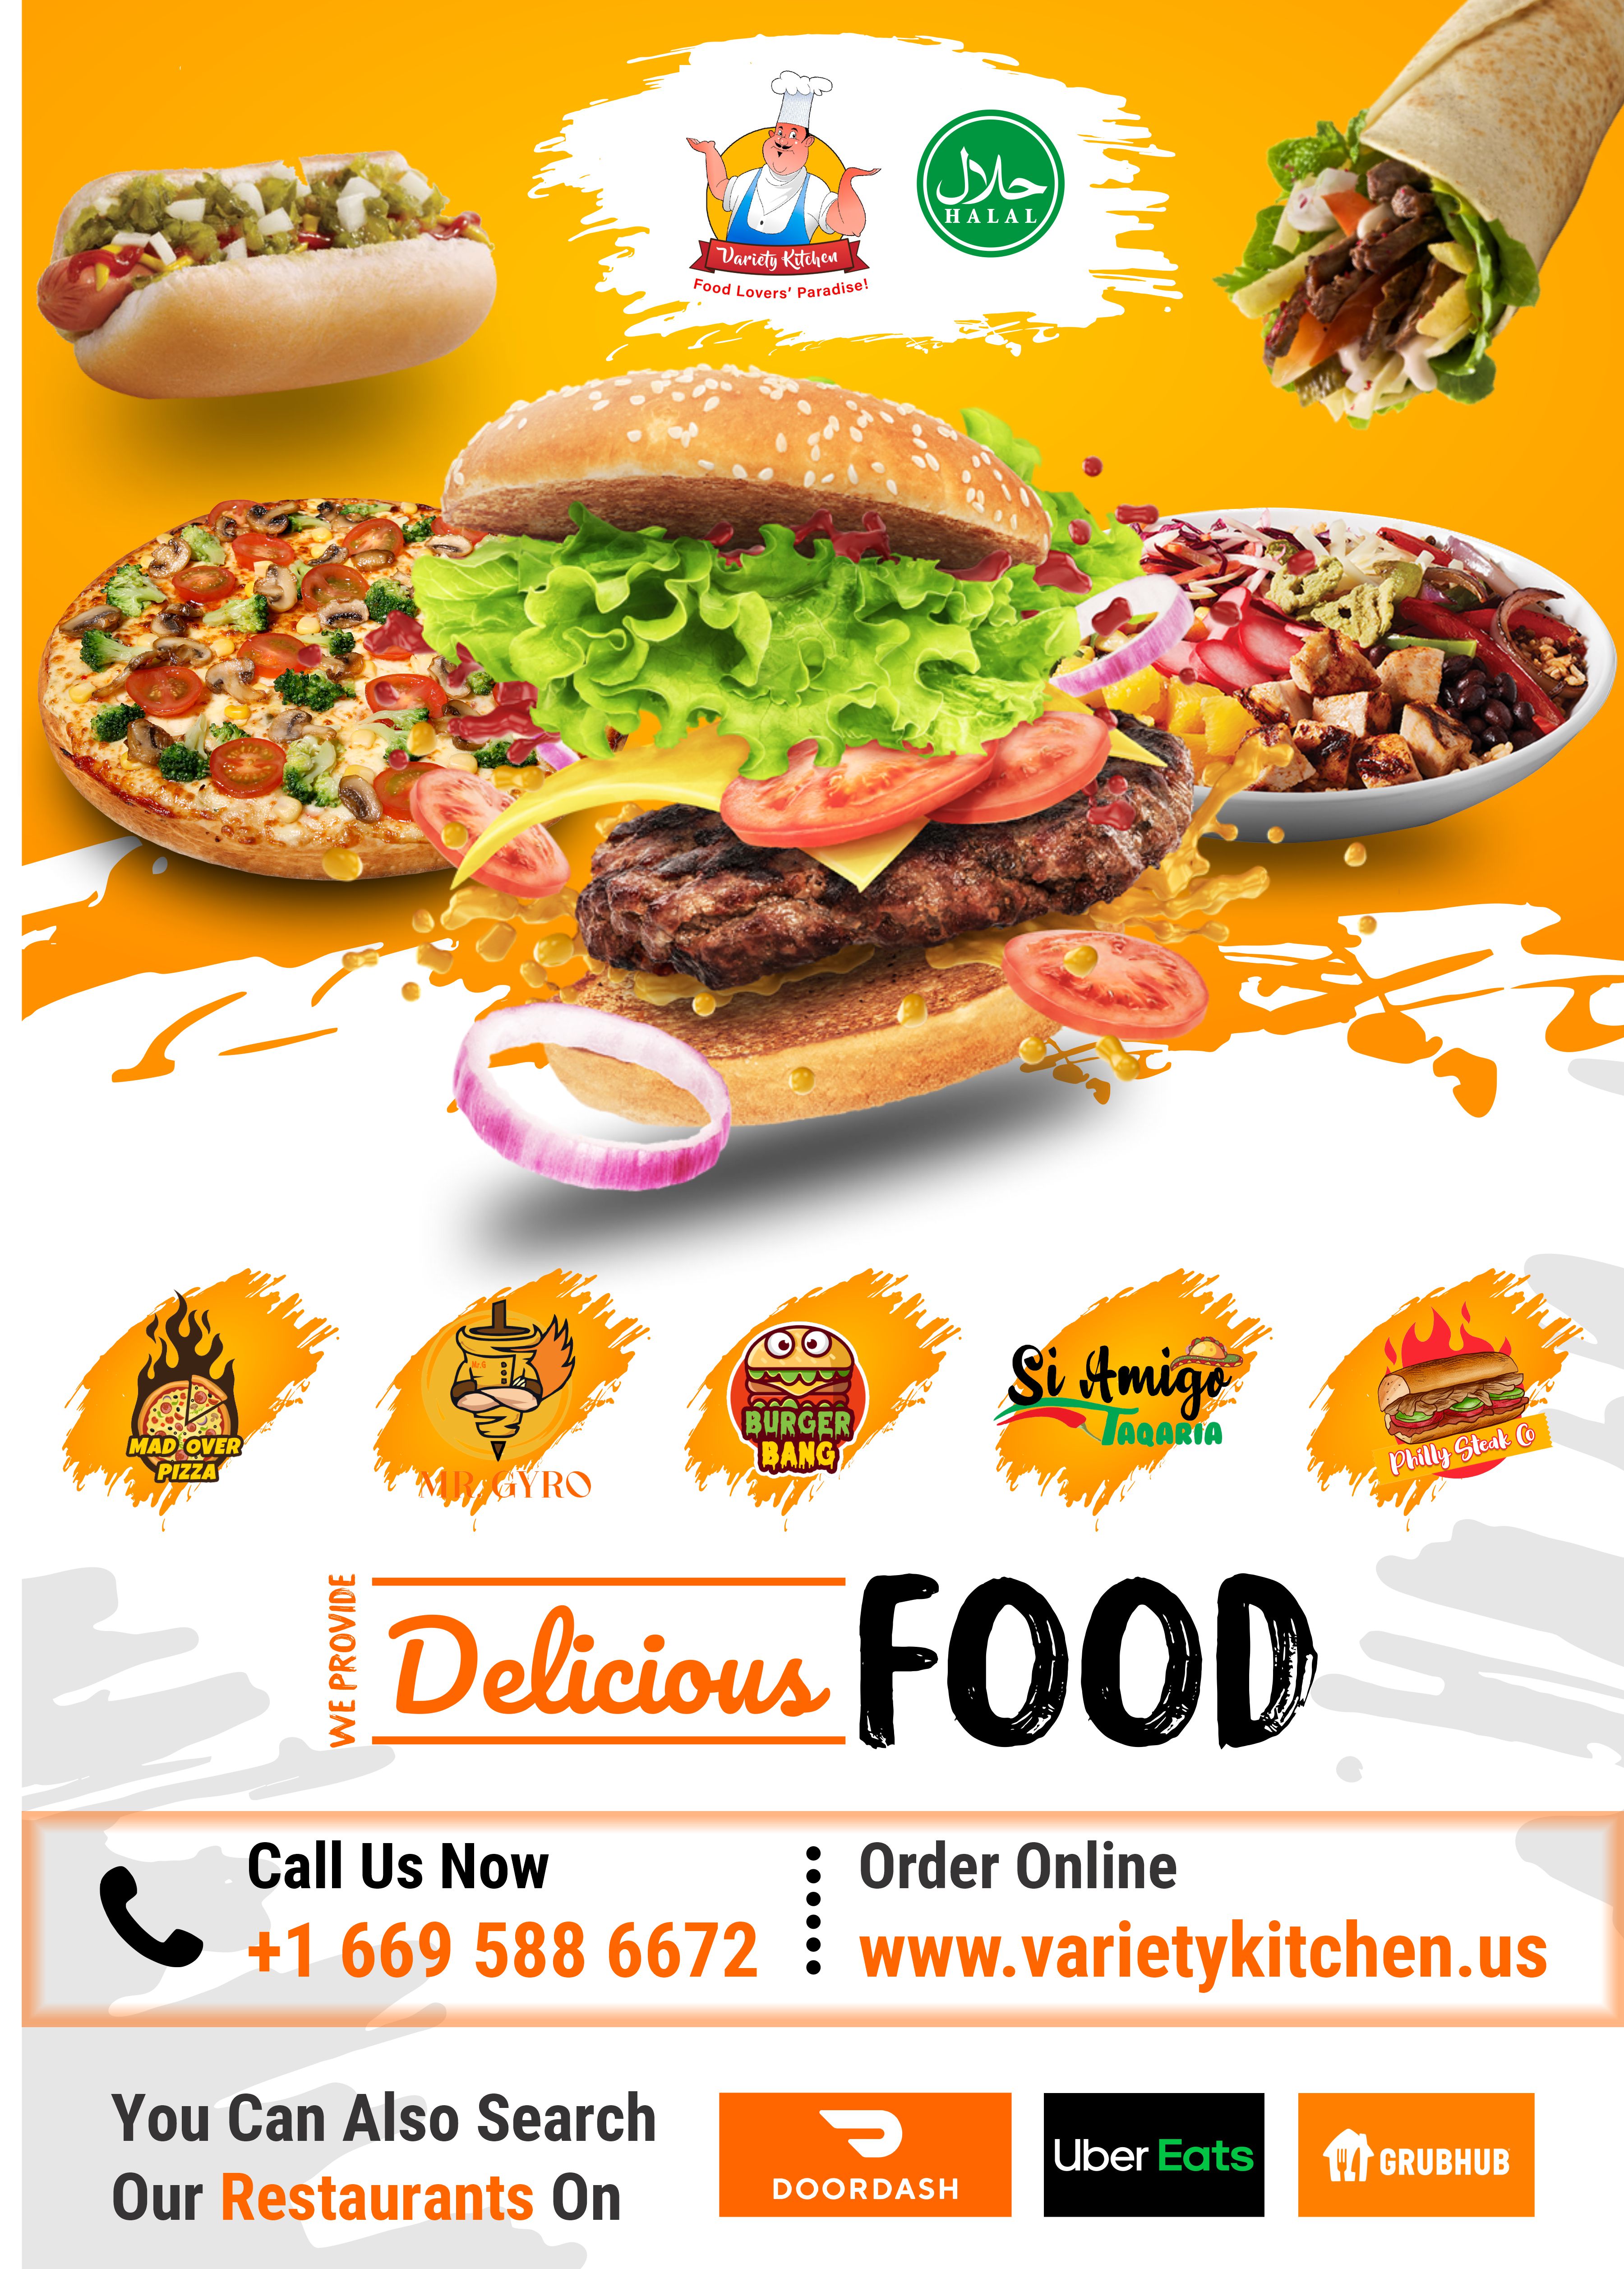 حلال
HALAL
Variety Kitchen
Food Lovers' Paradise!
MAD OVER
PIZZA
Mr.G
MR. GYRO
BURGER
BANG
Si Amigo
TAQARIA
Philly Steak Co
WE PROVIDE
Delicious FOOD
Call Us Now
+1 669 588 6672
Order Online
www.varietykitchen.us
You Can Also Search
Our Restaurants On
DOORDASH
Uber Eats
GRUBHUB